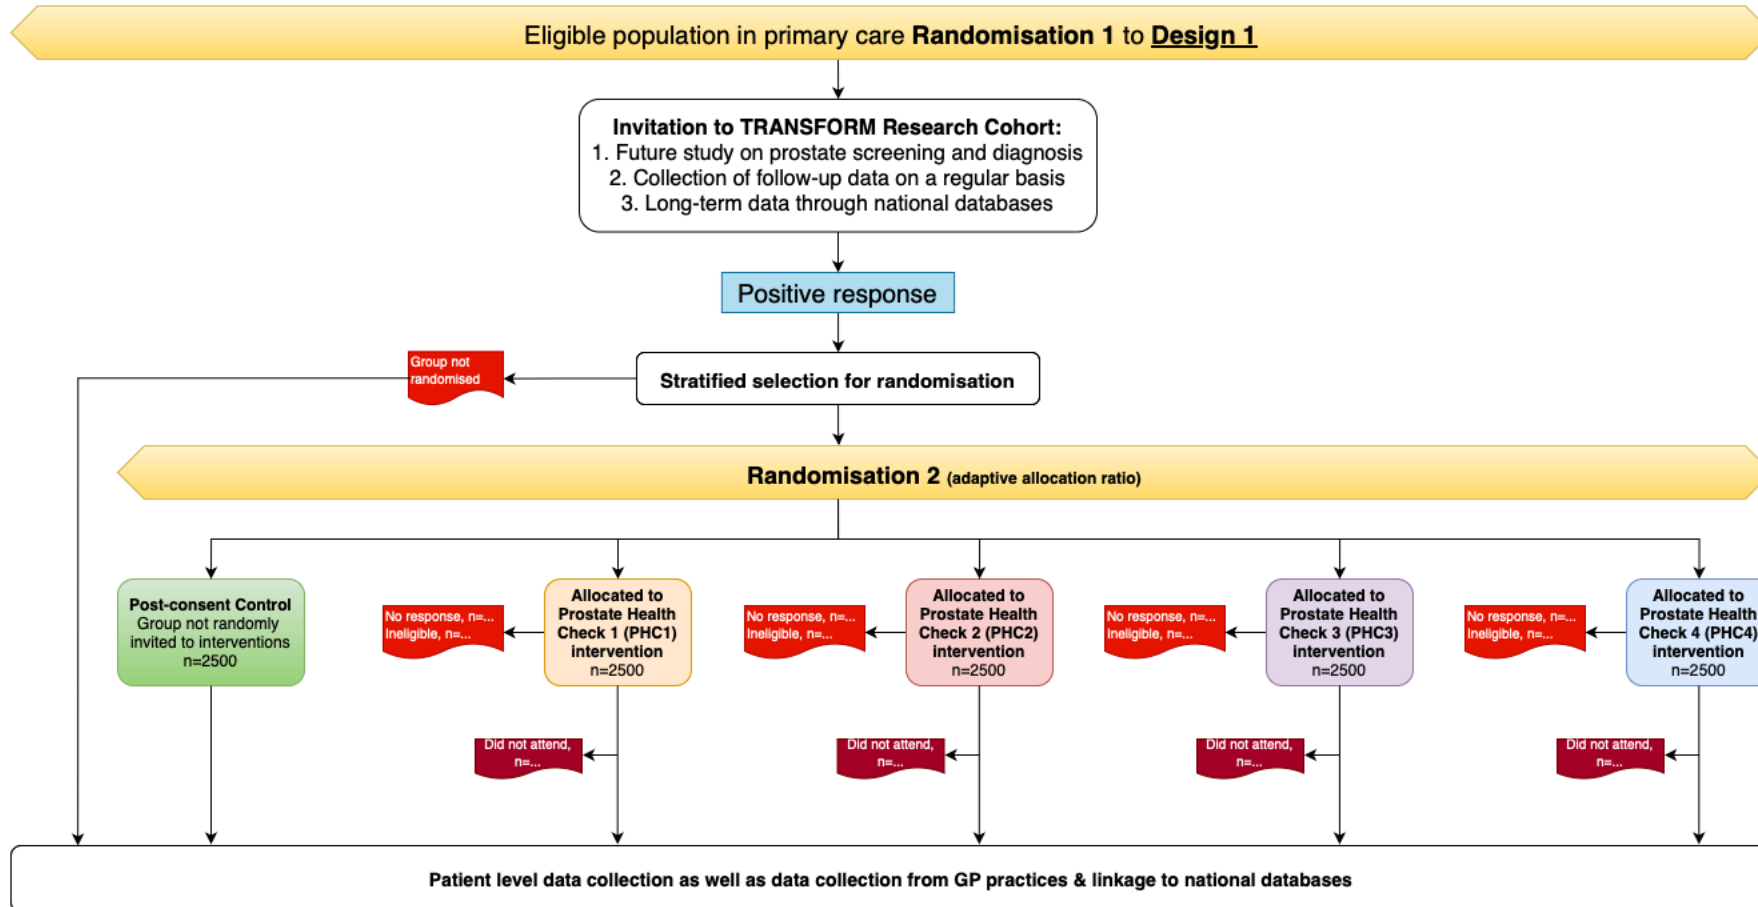 Eligible population in primary care Randomisation 1 to Design 1
Invitation to TRANSFORM Research Cohort:
1. Future study on prostate screening and diagnosis
2. Collection of follow-up data on a regular basis
3. Long-term data through national databases
Positive response
Group not
randomised
Stratified selection for randomisation
Randomisation 2 (adaptive allocation ratio)
Post-consent Control
Group not randomly
invited to interventions
n=2500
No response, n=...
Ineligible, n=...
Allocated to
Prostate Health
Check 1 (PHC1)
intervention
n=2500
No response, n=...
Ineligible, n=...
Allocated to
Prostate Health
Check 2 (PHC2)
intervention
n=2500
No response, n=...
Ineligible, n=...
Allocated to
Prostate Health
Check 3 (PHC3)
intervention
n=2500
No response, n=...
Ineligible, n=...
Allocated to
Prostate Health
Check 4 (PHC4)
intervention
n=2500
Did not attend,
n=...
Did not attend,
n=...
Did not attend,
n=...
Did not attend,
n=...
Patient level data collection as well as data collection from GP practices & linkage to national databases